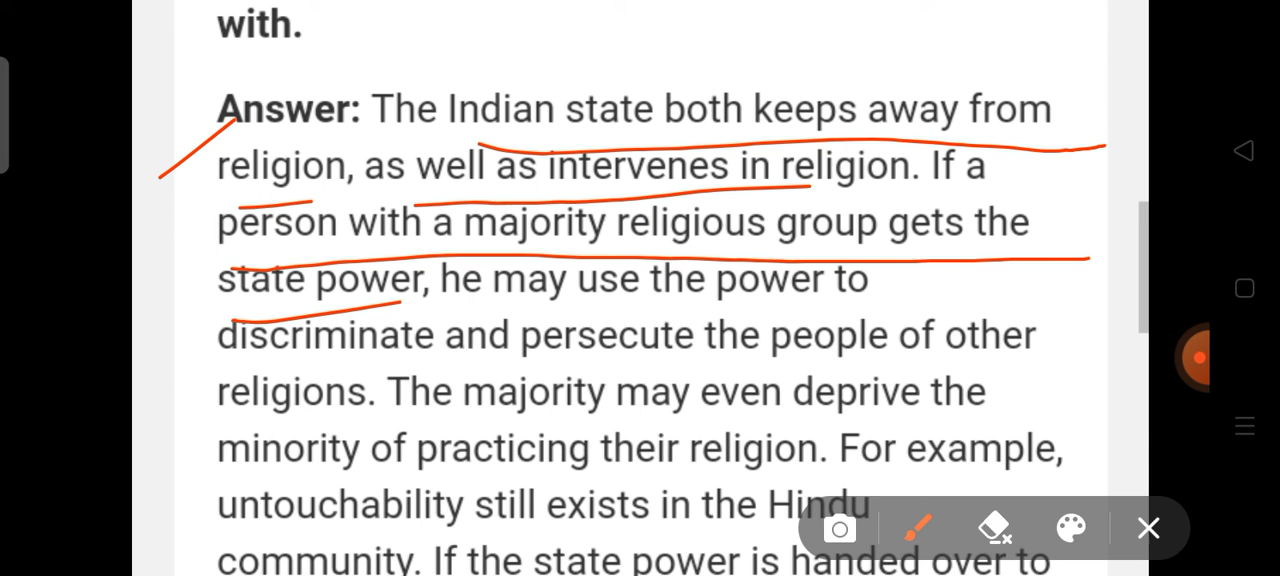 with.
Answer: The Indian state both keeps away from
religion, as well as intervenes in religion. If a
person with a majority religious group gets the
state power, he may use the power to
discriminate and persecute the people of other
religions. The majority may even deprive the
minority of practicing their religion. For example,
untouchability still exists in the Hindu
community. If the state power is handed over to